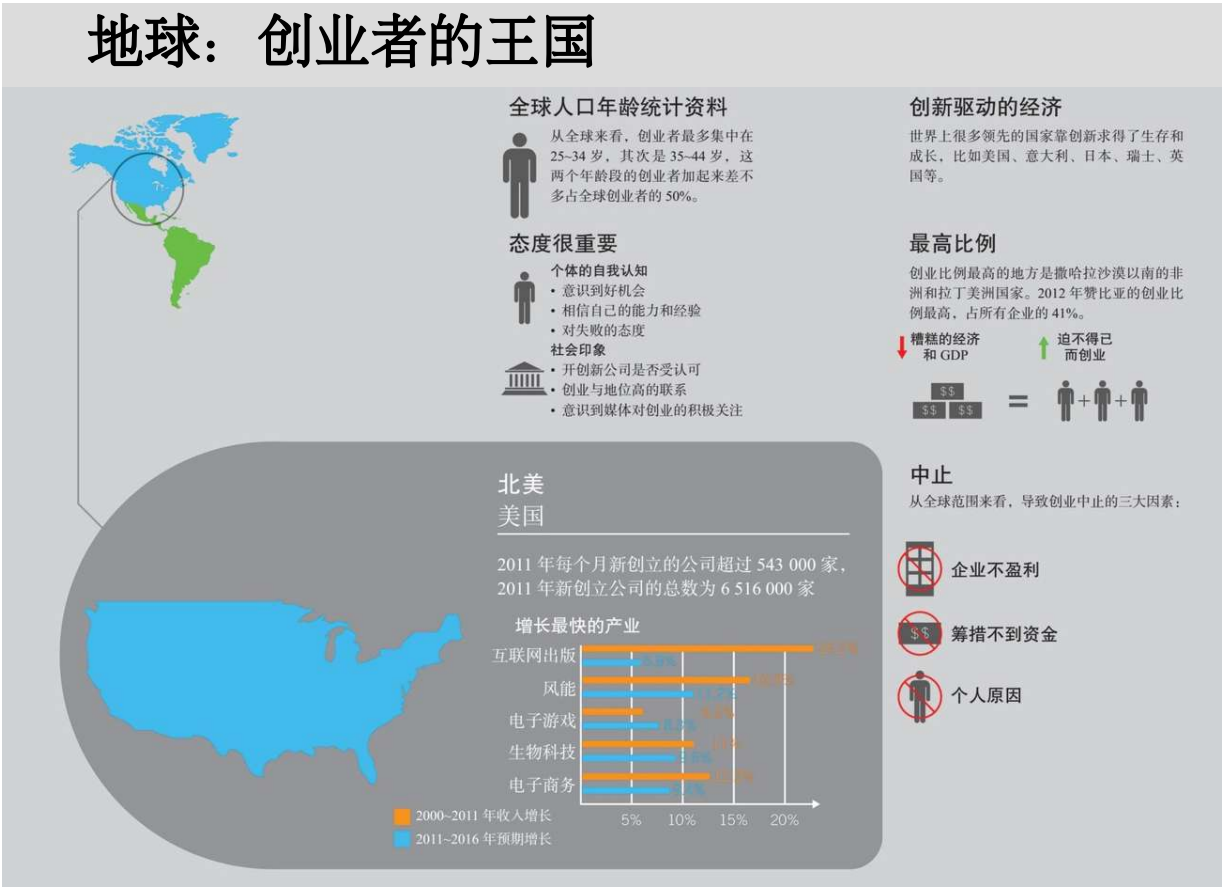 地球：创业者的王国
全球人口年龄统计资料
从全球来看，创业者最多集中在
25~34 岁，其次是 35~44 岁，这
两个年龄段的创业者加起来差不
多占全球创业者的 50%。
态度很重要
个体的自我认知
• 意识到好机会
• 相信自己的能力和经验
• 对失败的态度
社会印象
• 开创新公司是否受认可
• 创业与地位高的联系
• 意识到媒体对创业的积极关注
创新驱动的经济
世界上很多领先的国家靠创新求得了生存和
成长，比如美国、意大利、日本、瑞士、英
国等。
最高比例
创业比例最高的地方是撒哈拉沙漠以南的非
洲和拉丁美洲国家。2012 年赞比亚的创业比
例最高，占所有企业的 41%。
糟糕的经济
和 GDP
迫不得已
而创业
$$
$$ $$ = + +
中止
从全球范围来看，导致创业中止的三大因素：
企业不盈利
$$
筹措不到资金
个人原因
北美
美国
2011 年每个月新创立的公司超过 543 000 家，
2011 年新创立公司的总数为 6 516 000 家
增长最快的产业
互联网出版
风能
11.2%
电子游戏
生物科技
电子商务
5% 10% 15% 20%
2000~2011 年收入增长
2011~2016 年预期增长